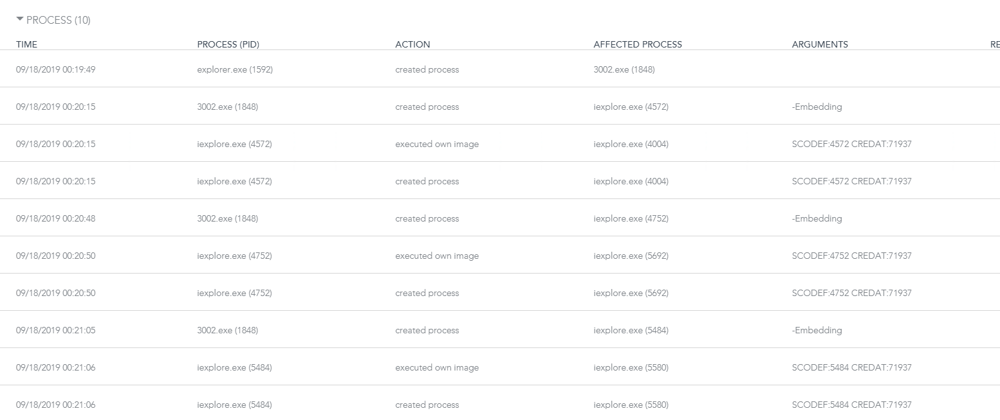 PROCESS (10)
TIME PROCESS (PID) ACTION AFFECTED PROCESS ARGUMENTS RE
09/18/2019 00:19:49 explorer.exe (1592) created process 3002.exe (1848)
09/18/2019 00:20:15 3002.exe (1848) created process iexplore.exe (4572) -Embedding
09/18/2019 00:20:15 iexplore.exe (4572) executed own image iexplore.exe (4004) SCODEF:4572 CREDAT:71937
09/18/2019 00:20:15 iexplore.exe (4572) created process iexplore.exe (4004) SCODEF:4572 CREDAT:71937
09/18/2019 00:20:48 3002.exe (1848) created process iexplore.exe (4752) -Embedding
09/18/2019 00:20:50 iexplore.exe (4752) executed own image iexplore.exe (5692) SCODEF:4752 CREDAT:71937
09/18/2019 00:20:50 iexplore.exe (4752) created process iexplore.exe (5692) SCODEF:4752 CREDAT:71937
09/18/2019 00:21:05 3002.exe (1848) created process iexplore.exe (5484) -Embedding
09/18/2019 00:21:06 iexplore.exe (5484) executed own image iexplore.exe (5580) SCODEF:5484 CREDAT:71937
09/18/2019 00:21:06 iexplore.exe (5484) created process iexplore.exe (5580) SCODEF:5484 CREDAT:71937